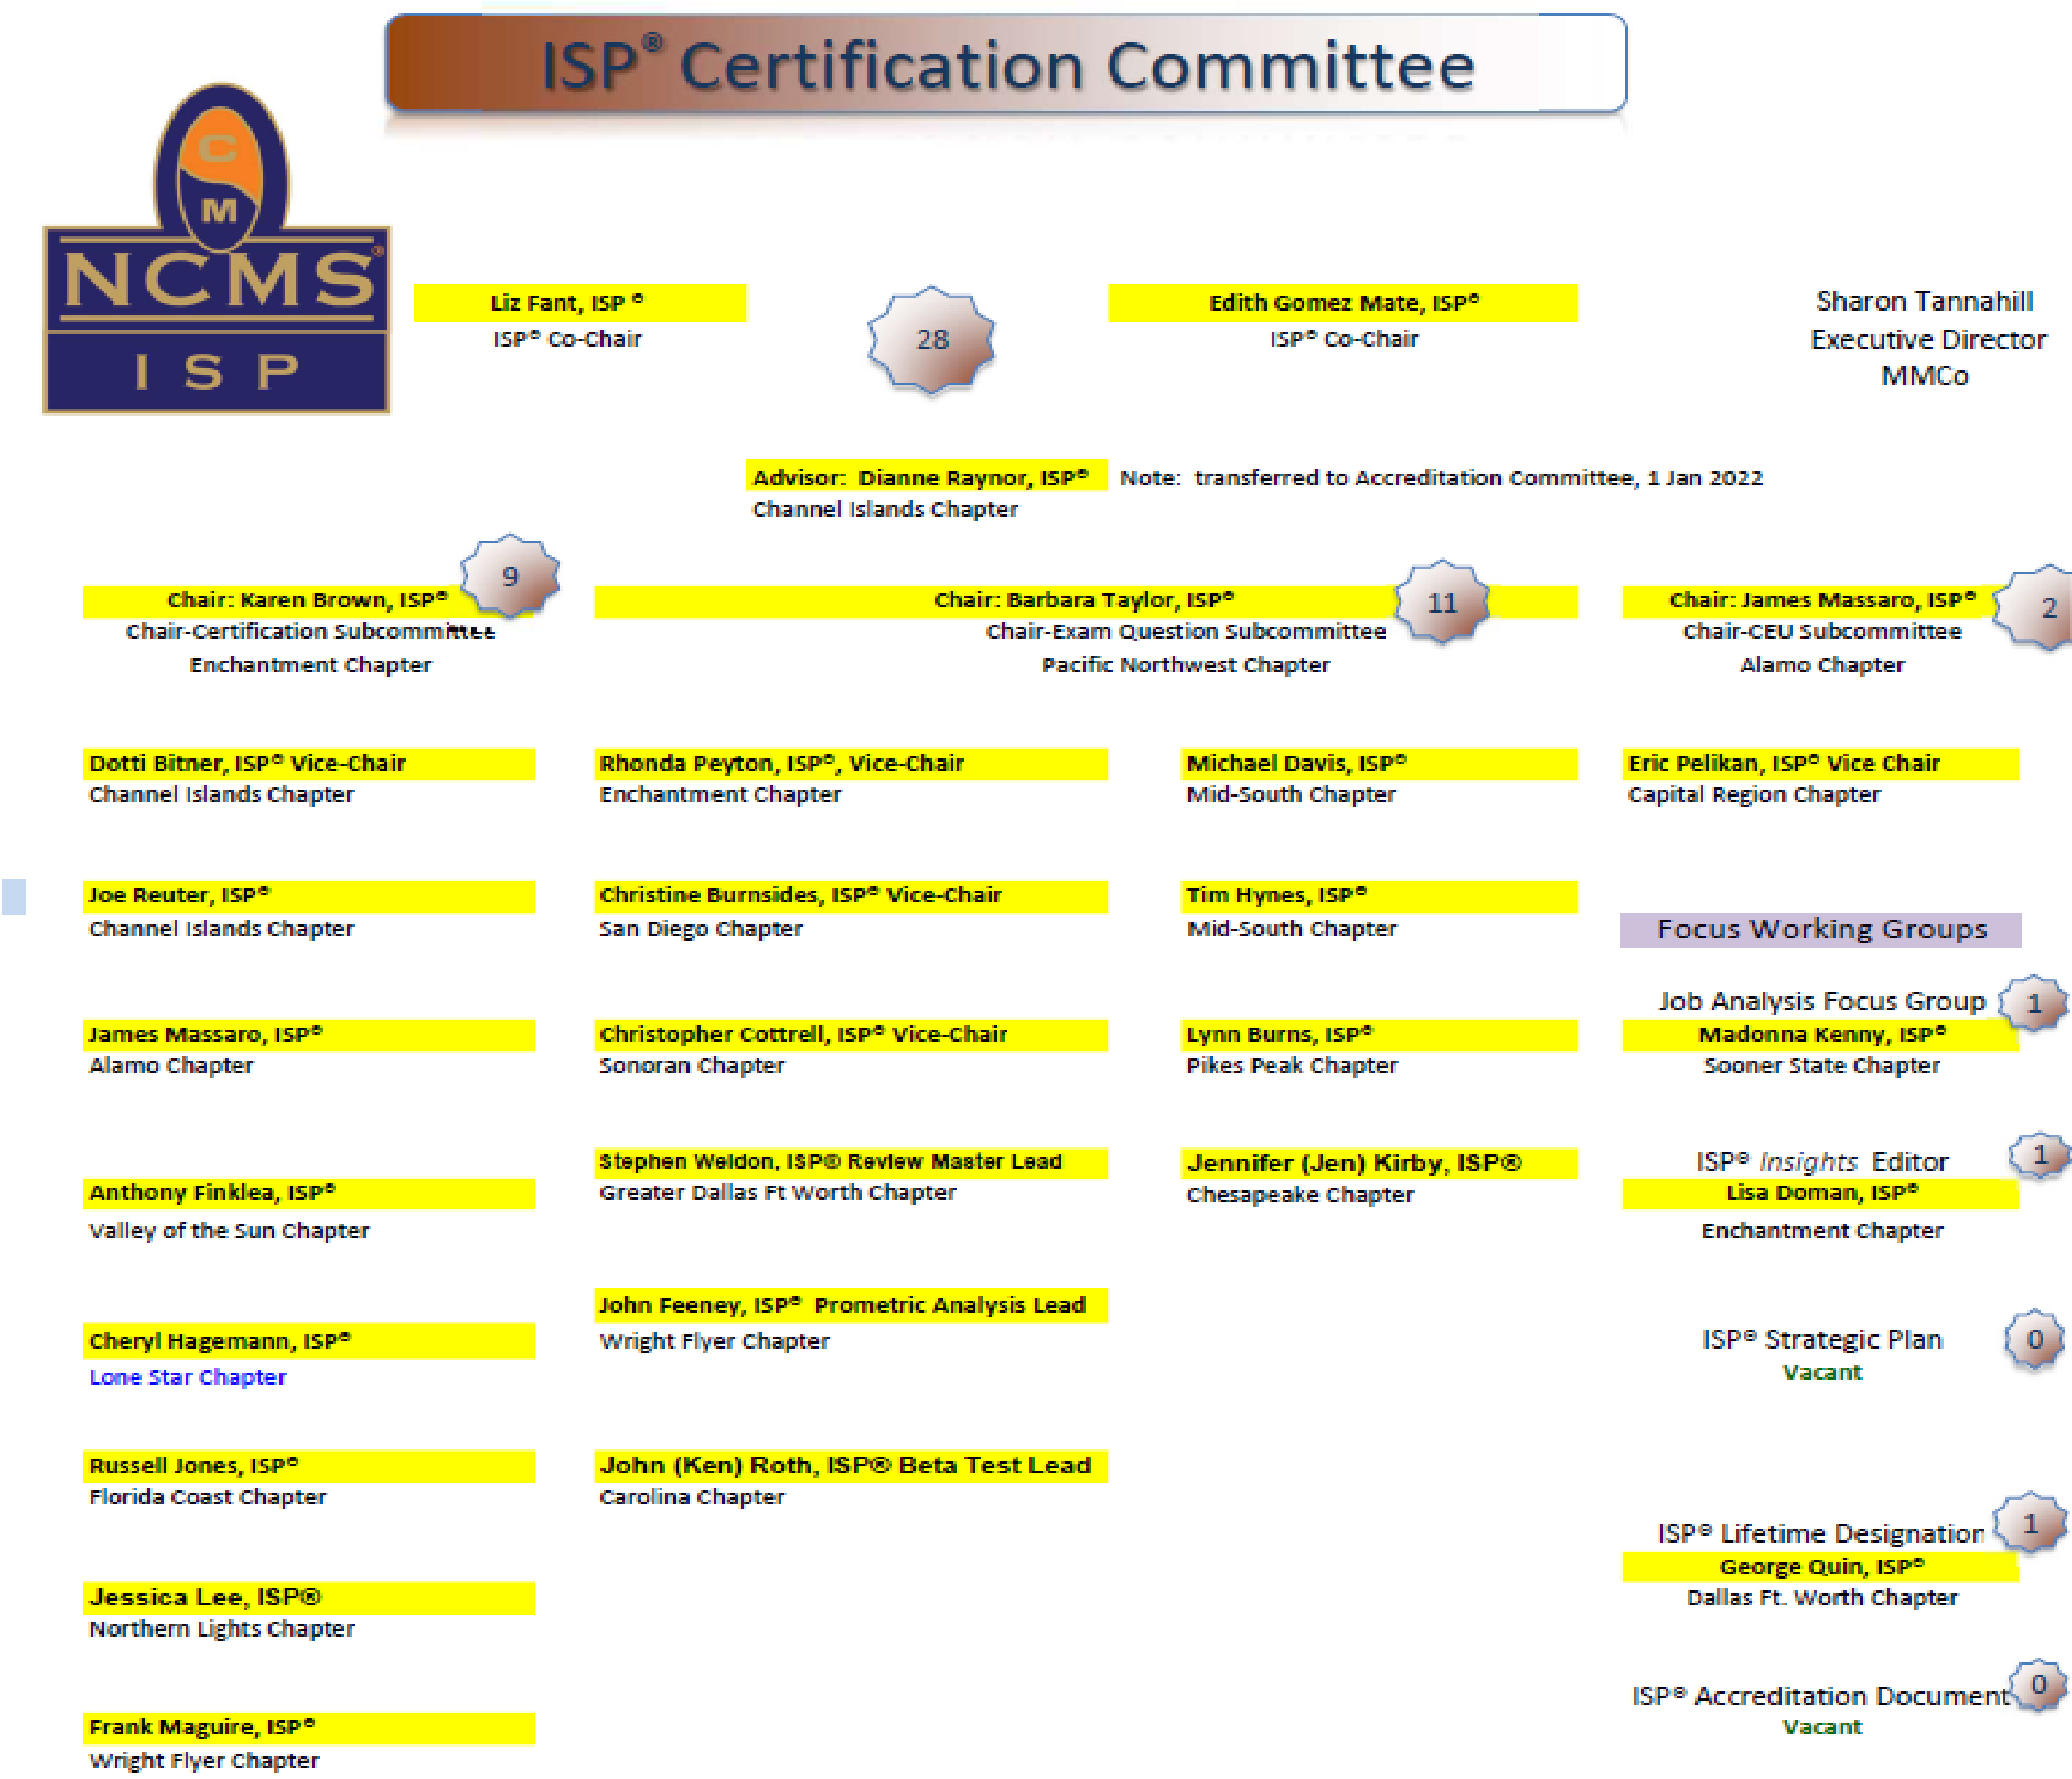 ISP® Certification Committee
C
M
NCMS®
ISP
Liz Fant, ISP ®
ISP® Co-Chair
28
Edith Gomez Mate, ISP®
ISP® Co-Chair
Sharon Tannahill
Executive Director
MMCo
Advisor: Dianne Raynor, ISP® Note: transferred to Accreditation Committee, 1 Jan 2022
Channel Islands Chapter
9
Chair: Karen Brown, ISP®
Chair-Certification Subcommittee
Enchantment Chapter
11
Chair: Barbara Taylor, ISP®
Chair-Exam Question Subcommittee
Pacific Northwest Chapter
2
Chair: James Massaro, ISP®
Chair-CEU Subcommittee
Alamo Chapter
Dotti Bitner, ISP® Vice-Chair
Channel Islands Chapter
Joe Reuter, ISP®
Channel Islands Chapter
James Massaro, ISP®
Alamo Chapter
Anthony Finklea, ISP®
Valley of the Sun Chapter
Cheryl Hagemann, ISP®
Lone Star Chapter
Russell Jones, ISP®
Florida Coast Chapter
Jessica Lee, ISP®
Northern Lights Chapter
Frank Maguire, ISP®
Wright Flyer Chapter
Rhonda Peyton, ISP®, Vice-Chair
Enchantment Chapter
Christine Burnsides, ISP® Vice-Chair
San Diego Chapter
Christopher Cottrell, ISP® Vice-Chair
Sonoran Chapter
Stephen Weldon, ISP® Review Master Lead
Greater Dallas Ft Worth Chapter
John Feeney, ISP® Prometric Analysis Lead
Wright Flyer Chapter
John (Ken) Roth, ISP® Beta Test Lead
Carolina Chapter
Michael Davis, ISP®
Mid-South Chapter
Tim Hynes, ISP®
Mid-South Chapter
Lynn Burns, ISP®
Pikes Peak Chapter
Jennifer (Jen) Kirby, ISP®
Chesapeake Chapter
Eric Pelikan, ISP® Vice Chair
Capital Region Chapter
Focus Working Groups
Job Analysis Focus Group 1
Madonna Kenny, ISP®
Sooner State Chapter
ISP® Insights Editor 1
Lisa Doman, ISP®
Enchantment Chapter
ISP® Strategic Plan 0
Vacant
ISP® Lifetime Designation 1
George Quin, ISP®
Dallas Ft. Worth Chapter
ISP® Accreditation Document 0
Vacant